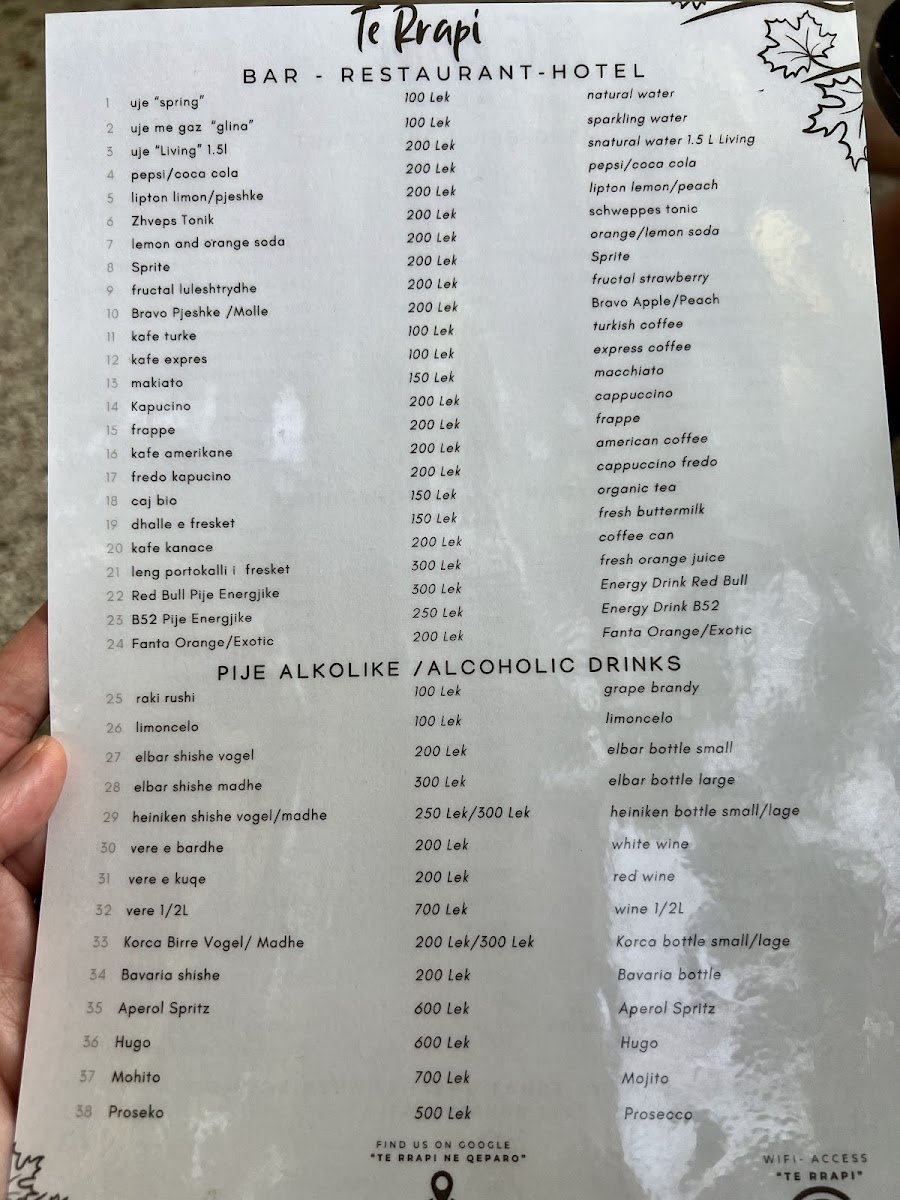 Te Rrapi
BAR - RESTAURANT-HOTEL
1 uje "spring" 100 Lek natural water
2 uje me gaz "glina" 100 Lek sparkling water
3 uje "Living" 1.5l 200 Lek snatural water 1.5 L Living
4 pepsi/coca cola 200 Lek pepsi/coca cola
5 lipton limon/pjeshke 200 Lek lipton lemon/peach
6 Zhveps Tonik 200 Lek schweppes tonic
7 lemon and orange soda 200 Lek orange/lemon soda
8 Sprite 200 Lek Sprite
9 fructal luleshtrydhe 200 Lek fructal strawberry
10 Bravo Pjeshke /Molle 200 Lek Bravo Apple/Peach
11 kafe turke 100 Lek turkish coffee
12 kafe expres 100 Lek express coffee
13 makiato 150 Lek macchiato
14 Kapucino 200 Lek cappuccino
15 frappe 200 Lek frappe
16 kafe amerikane 200 Lek american coffee
17 fredo kapucino 200 Lek cappuccino fredo
18 caj bio 150 Lek organic tea
19 dhalle e fresket 150 Lek fresh buttermilk
20 kafe kanace 200 Lek coffee can
21 leng portokalli i fresket 300 Lek fresh orange juice
22 Red Bull Pije Energjike 300 Lek Energy Drink Red Bull
23 B52 Pije Energjike 250 Lek Energy Drink B52
24 Fanta Orange/Exotic 200 Lek Fanta Orange/Exotic
PIJE ALKOLIKE /ALCOHOLIC DRINKS
25 raki rushi 100 Lek grape brandy
26 limoncelo 100 Lek limoncelo
27 elbar shishe vogel 200 Lek elbar bottle small
28 elbar shishe madhe 300 Lek elbar bottle large
29 heiniken shishe vogel/madhe 250 Lek/300 Lek heiniken bottle small/lage
30 vere e bardhe 200 Lek white wine
31 vere e kuqe 200 Lek red wine
32 vere 1/2L 700 Lek wine 1/2L
33 Korca Birre Vogel/ Madhe 200 Lek/300 Lek Korca bottle small/lage
34 Bavaria shishe 200 Lek Bavaria bottle
35 Aperol Spritz 600 Lek Aperol Spritz
36 Hugo 600 Lek Hugo
37 Mohito 700 Lek Mojito
38 Proseko 500 Lek Prosecco
FIND US ON GOOGLE
"TE RRAPI NE QEPARO"
WIFI- ACCESS
"TE RRAPI"